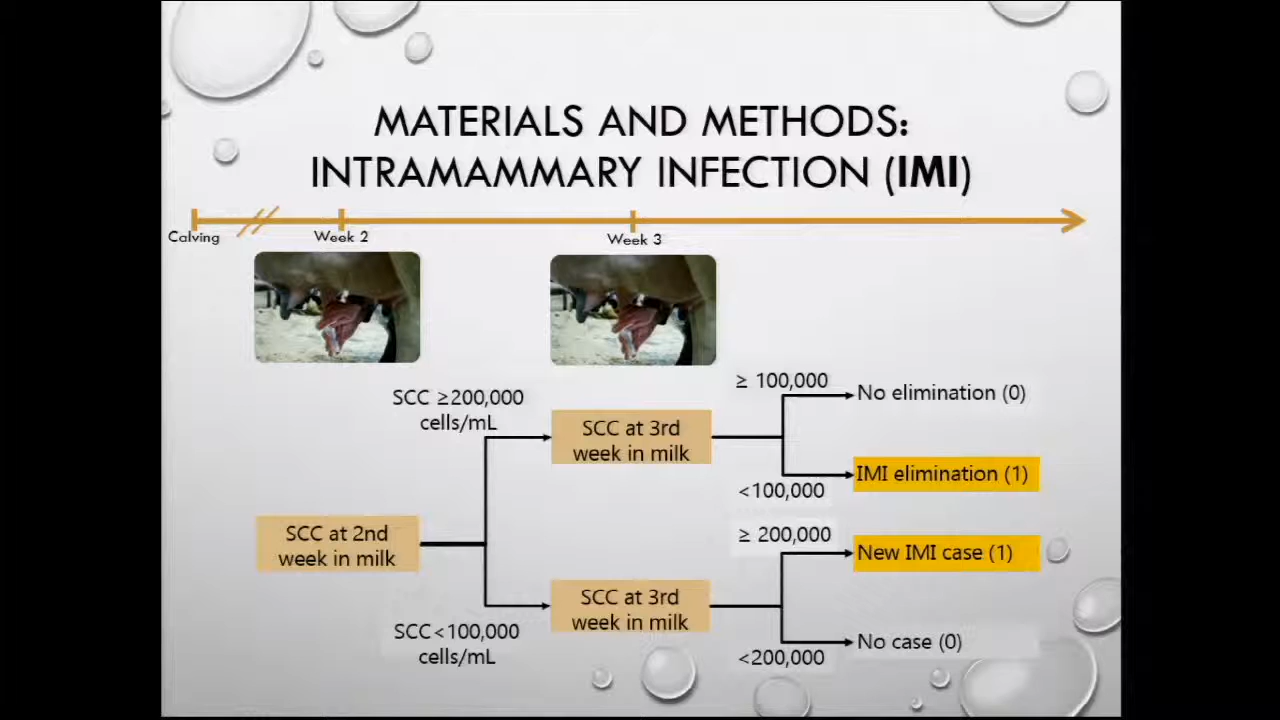 MATERIALS AND METHODS:
INTRAMAMMARY INFECTION (IMI)
Calving
Week 2
Week 3
SCC ≥200,000
cells/mL
SCC at 3rd
week in milk
≥ 100,000
No elimination (0)
IMI elimination (1)
<100,000
SCC at 2nd
week in milk
≥ 200,000
New IMI case (1)
SCC at 3rd
week in milk
SCC<100,000
cells/mL
No case (0)
<200,000